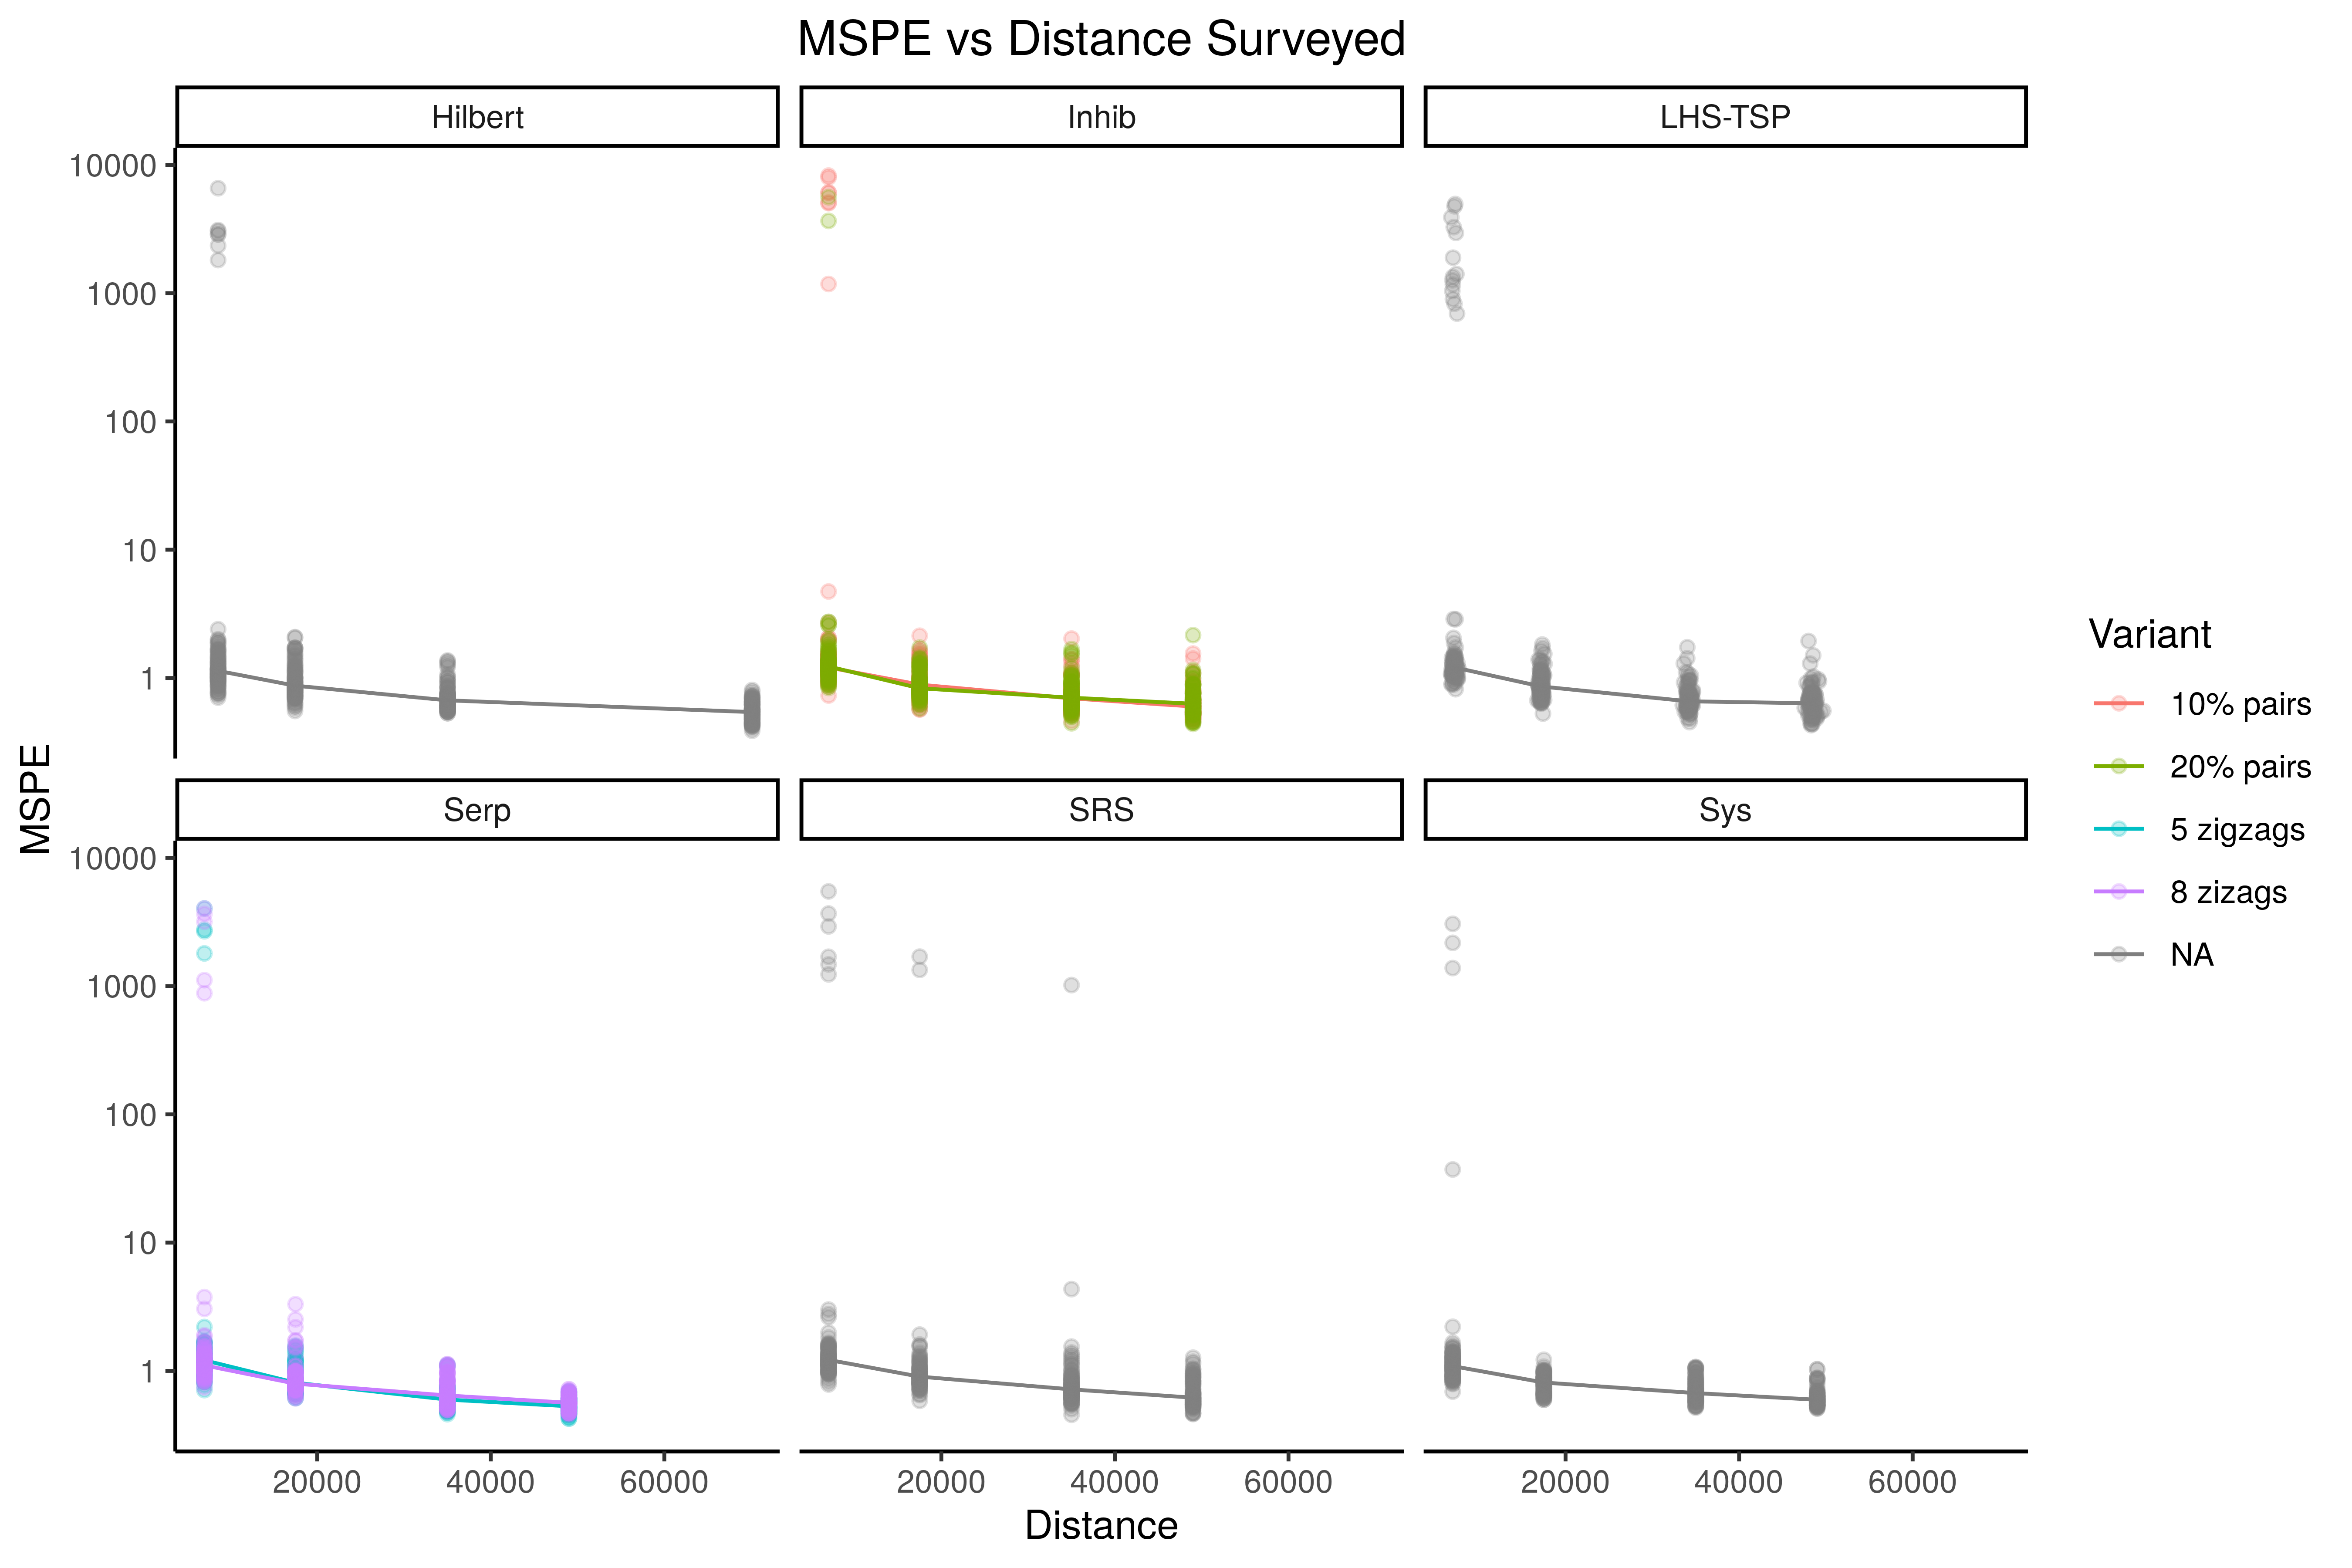 MSPE vs Distance Surveyed
Hilbert
Inhib
LHS-TSP
10000
1000
100
10
1
MSPE
Serp
SRS
Sys
10000
1000
100
10
1
20000
40000
60000
20000
40000
60000
20000
40000
60000
Distance
Variant
10% pairs
20% pairs
5 zigzags
8 zizags
NA